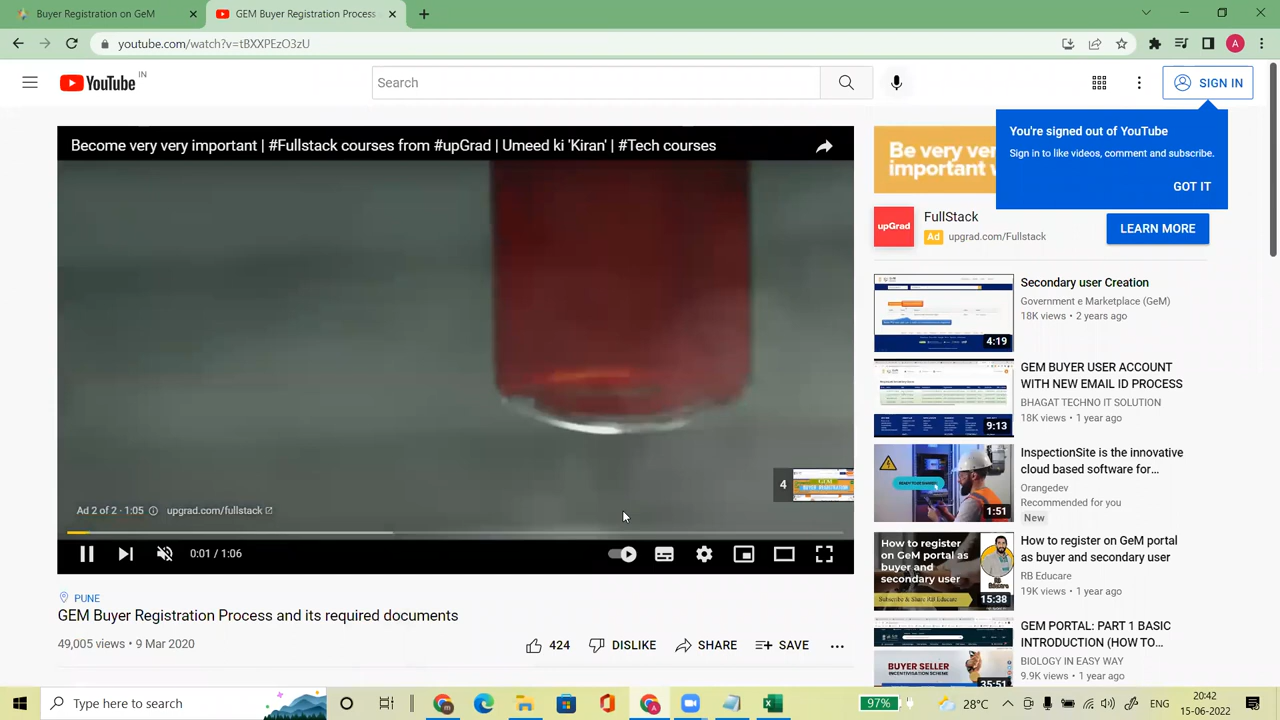 Buyer Registration on GeM
GEM Buyer Registration Process
youtube.com/watch?v=tBXXPEzO3zU
A
YouTube IN
Search
SIGN IN
You're signed out of YouTube
Sign in to like videos, comment and subscribe.
GOT IT
Become very very important | #Fullstack courses from #upGrad | Umeed ki 'Kiran' | #Tech courses
Be very very
important w
upGrad
FullStack
Ad upgrad.com/Fullstack
LEARN MORE
Secondary user Creation
Government e Marketplace (GeM)
18K views • 2 years ago
4:19
GEM BUYER USER ACCOUNT
WITH NEW EMAIL ID PROCESS
BHAGAT TECHNO IT SOLUTION
18K views • 1 year ago
9:13
InspectionSite is the innovative
cloud based software for...
Orangedev
Recommended for you
New
1:51
How to register
on GeM portal
as buyer and
secondary user
Subscribe & Share RB Educare
15:38
How to register on GeM portal
as buyer and secondary user
RB Educare
19K views • 1 year ago
GEM PORTAL: PART 1 BASIC
INTRODUCTION (HOW TO...
BIOLOGY IN EASY WAY
9.9K views • 1 year ago
BUYER SELLER
INCENTIVISATION SCHEME
35:51
4
BUYER REGISTRATION
Ad 2 of 2 · 1:05 upgrad.com/fullstack
0:01 / 1:06
PUNE
GEM Buyer Registration Process and its required documents
DISLIKE
SHARE
SAVE
Type here to search
97%
28°C
ENG
20:42
15-06-2022